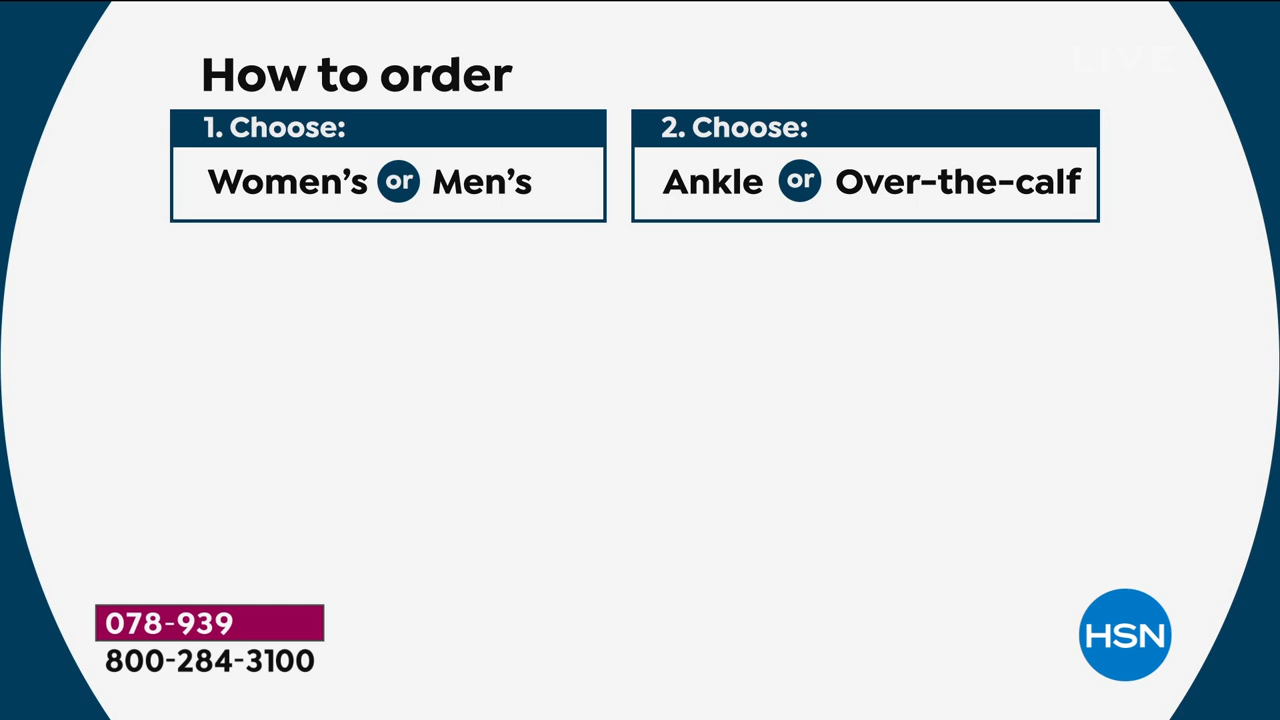 LIVE
How to order
1. Choose:
Women's or Men's
2. Choose:
Ankle or Over-the-calf
078-939
800-284-3100
HSN